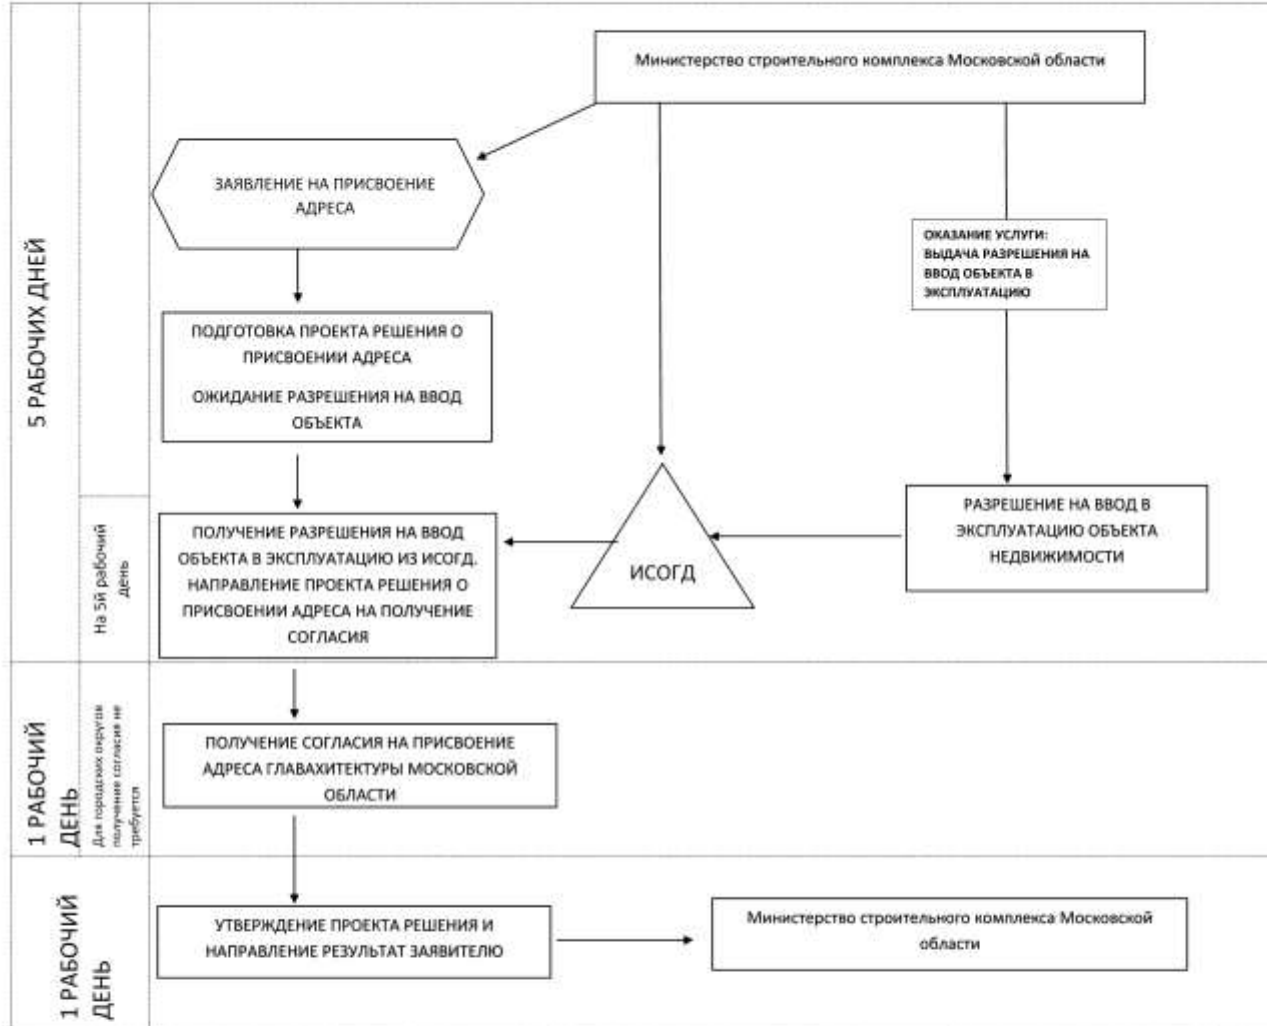 Министерство строительного комплекса Московской области
ЗАЯВЛЕНИЕ НА ПРИСВОЕНИЕ
АДРЕСА
ОКАЗАНИЕ УСЛУГИ:
ВЫДАЧА РАЗРЕШЕНИЯ НА
ВВОД ОБЪЕКТА В
ЭКСПЛУАТАЦИЮ
5 РАБОЧИХ ДНЕЙ
ПОДГОТОВКА ПРОЕКТА РЕШЕНИЯ О
ПРИСВОЕНИИ АДРЕСА
ОЖИДАНИЕ РАЗРЕШЕНИЯ НА ВВОД
ОБЪЕКТА
На 5й рабочий
день
ПОЛУЧЕНИЕ РАЗРЕШЕНИЯ НА ВВОД
ОБЪЕКТА В ЭКСПЛУАТАЦИЮ ИЗ ИСОГД.
НАПРАВЛЕНИЕ ПРОЕКТА РЕШЕНИЯ О
ПРИСВОЕНИИ АДРЕСА НА ПОЛУЧЕНИЕ
СОГЛАСИЯ
ИСОГД
РАЗРЕШЕНИЕ НА ВВОД В
ЭКСПЛУАТАЦИЮ ОБЪЕКТА
НЕДВИЖИМОСТИ
1 РАБОЧИЙ
ДЕНЬ
Для городских округов
получение согласия не
требуется
ПОЛУЧЕНИЕ СОГЛАСИЯ НА ПРИСВОЕНИЕ
АДРЕСА ГЛАВАХИТЕКТУРЫ МОСКОВСКОЙ
ОБЛАСТИ
1 РАБОЧИЙ
ДЕНЬ
УТВЕРЖДЕНИЕ ПРОЕКТА РЕШЕНИЯ И
НАПРАВЛЕНИЕ РЕЗУЛЬТАТ ЗАЯВИТЕЛЮ
Министерство строительного комплекса Московской
области